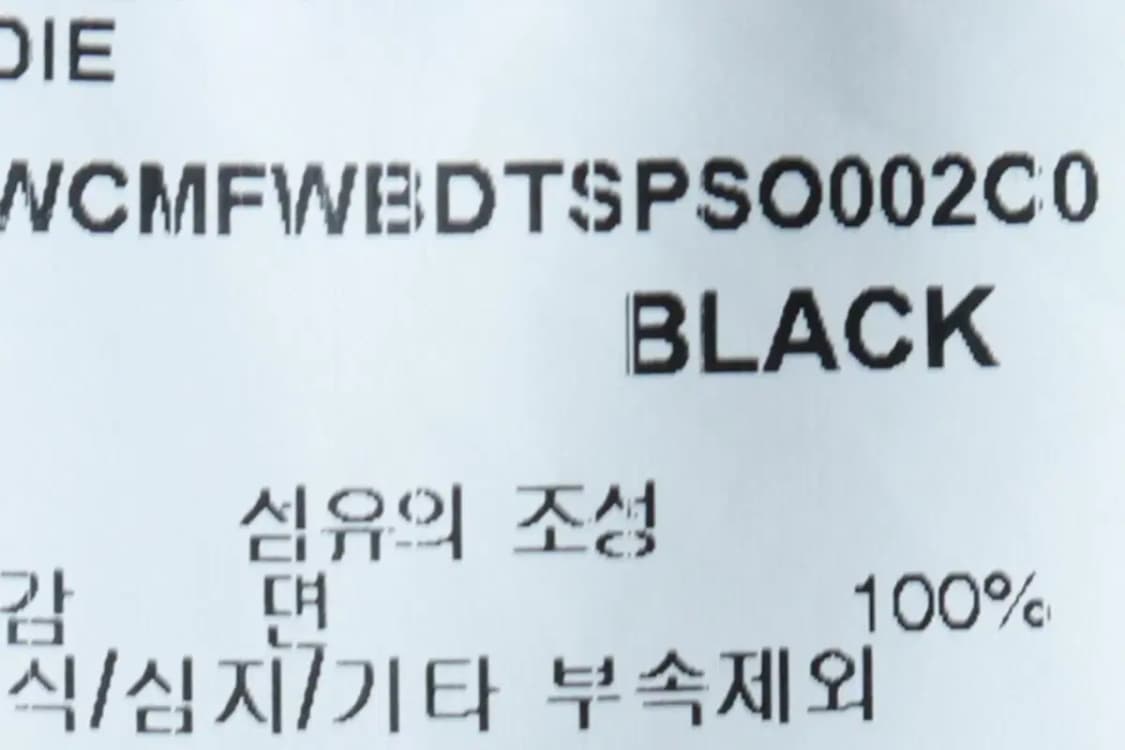 DIE
WCMFWBDTSPSO002C0
BLACK
섬유의 조성
감 면 100%
식/심지/기타 부속제외